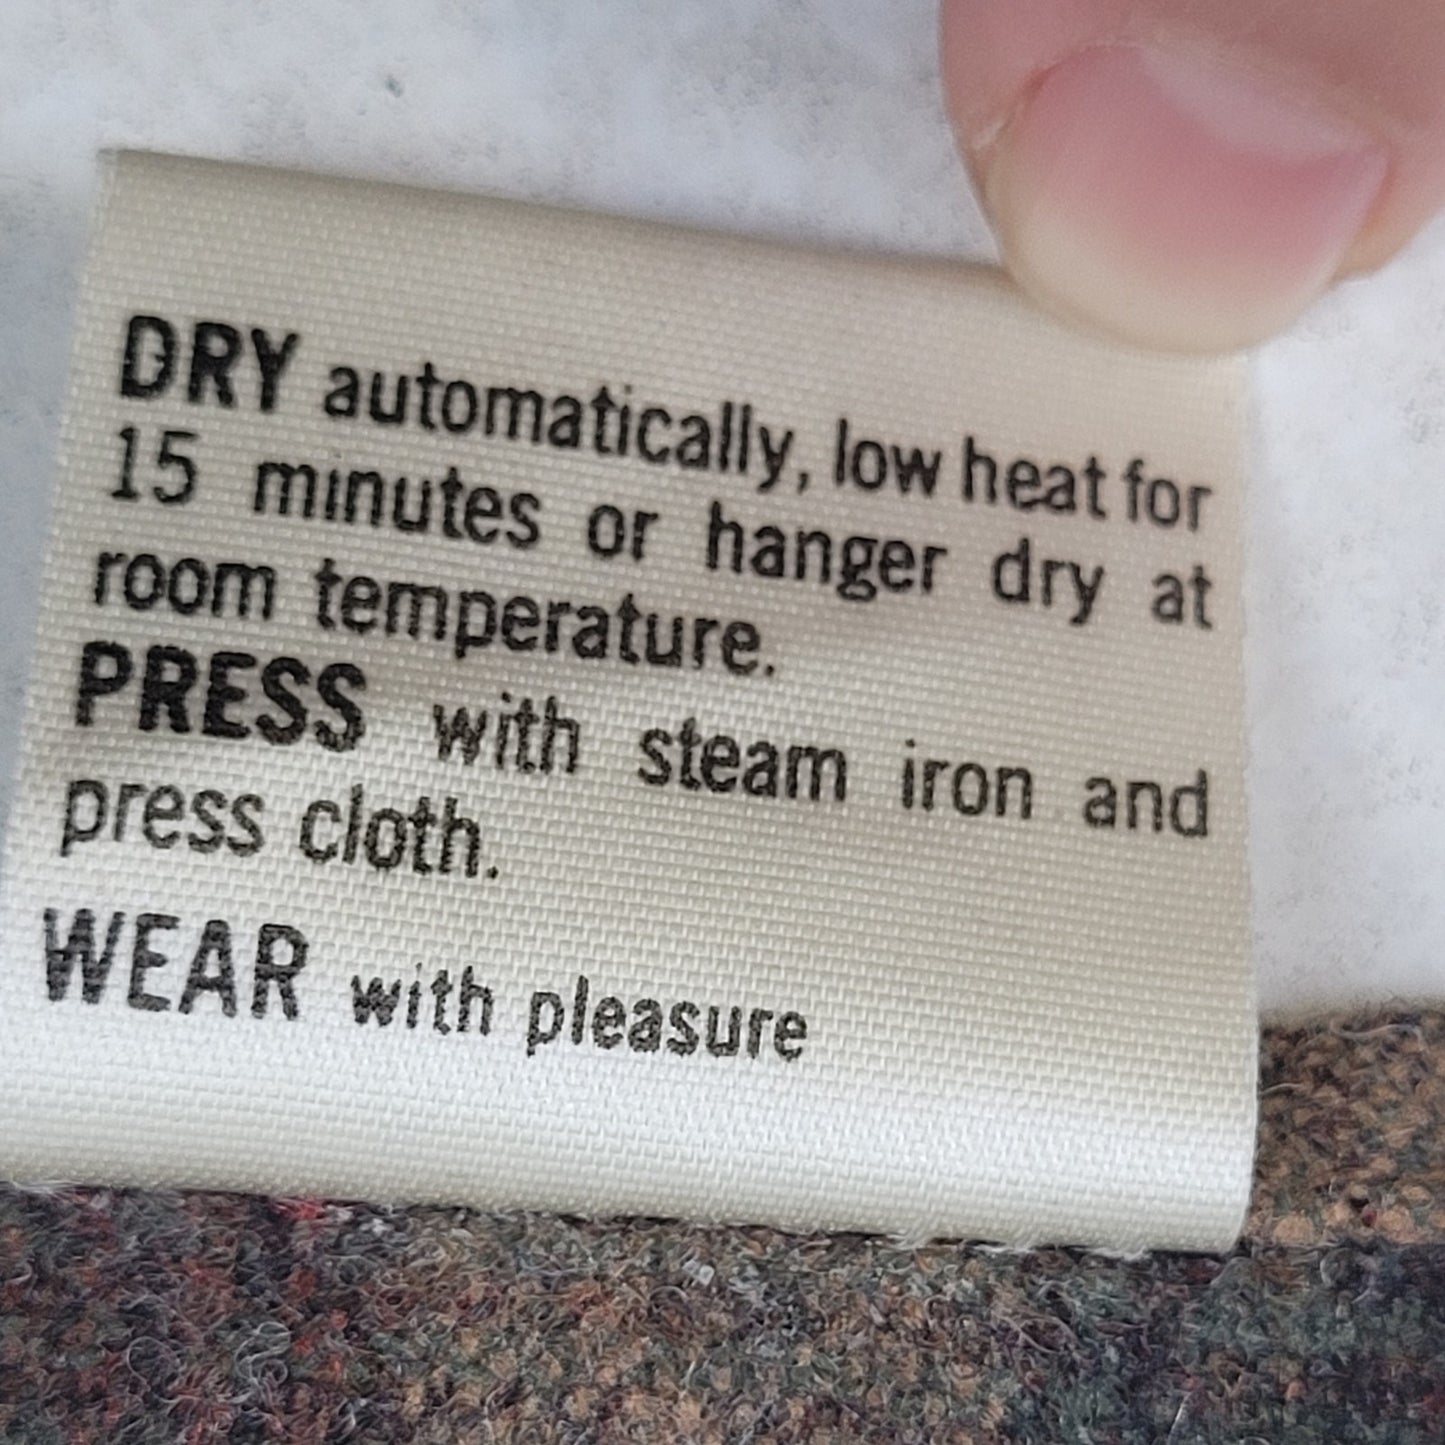 DRY automatically, low heat for
15 minutes or hanger dry at
room temperature.
PRESS with steam iron and
press cloth.
WEAR with pleasure